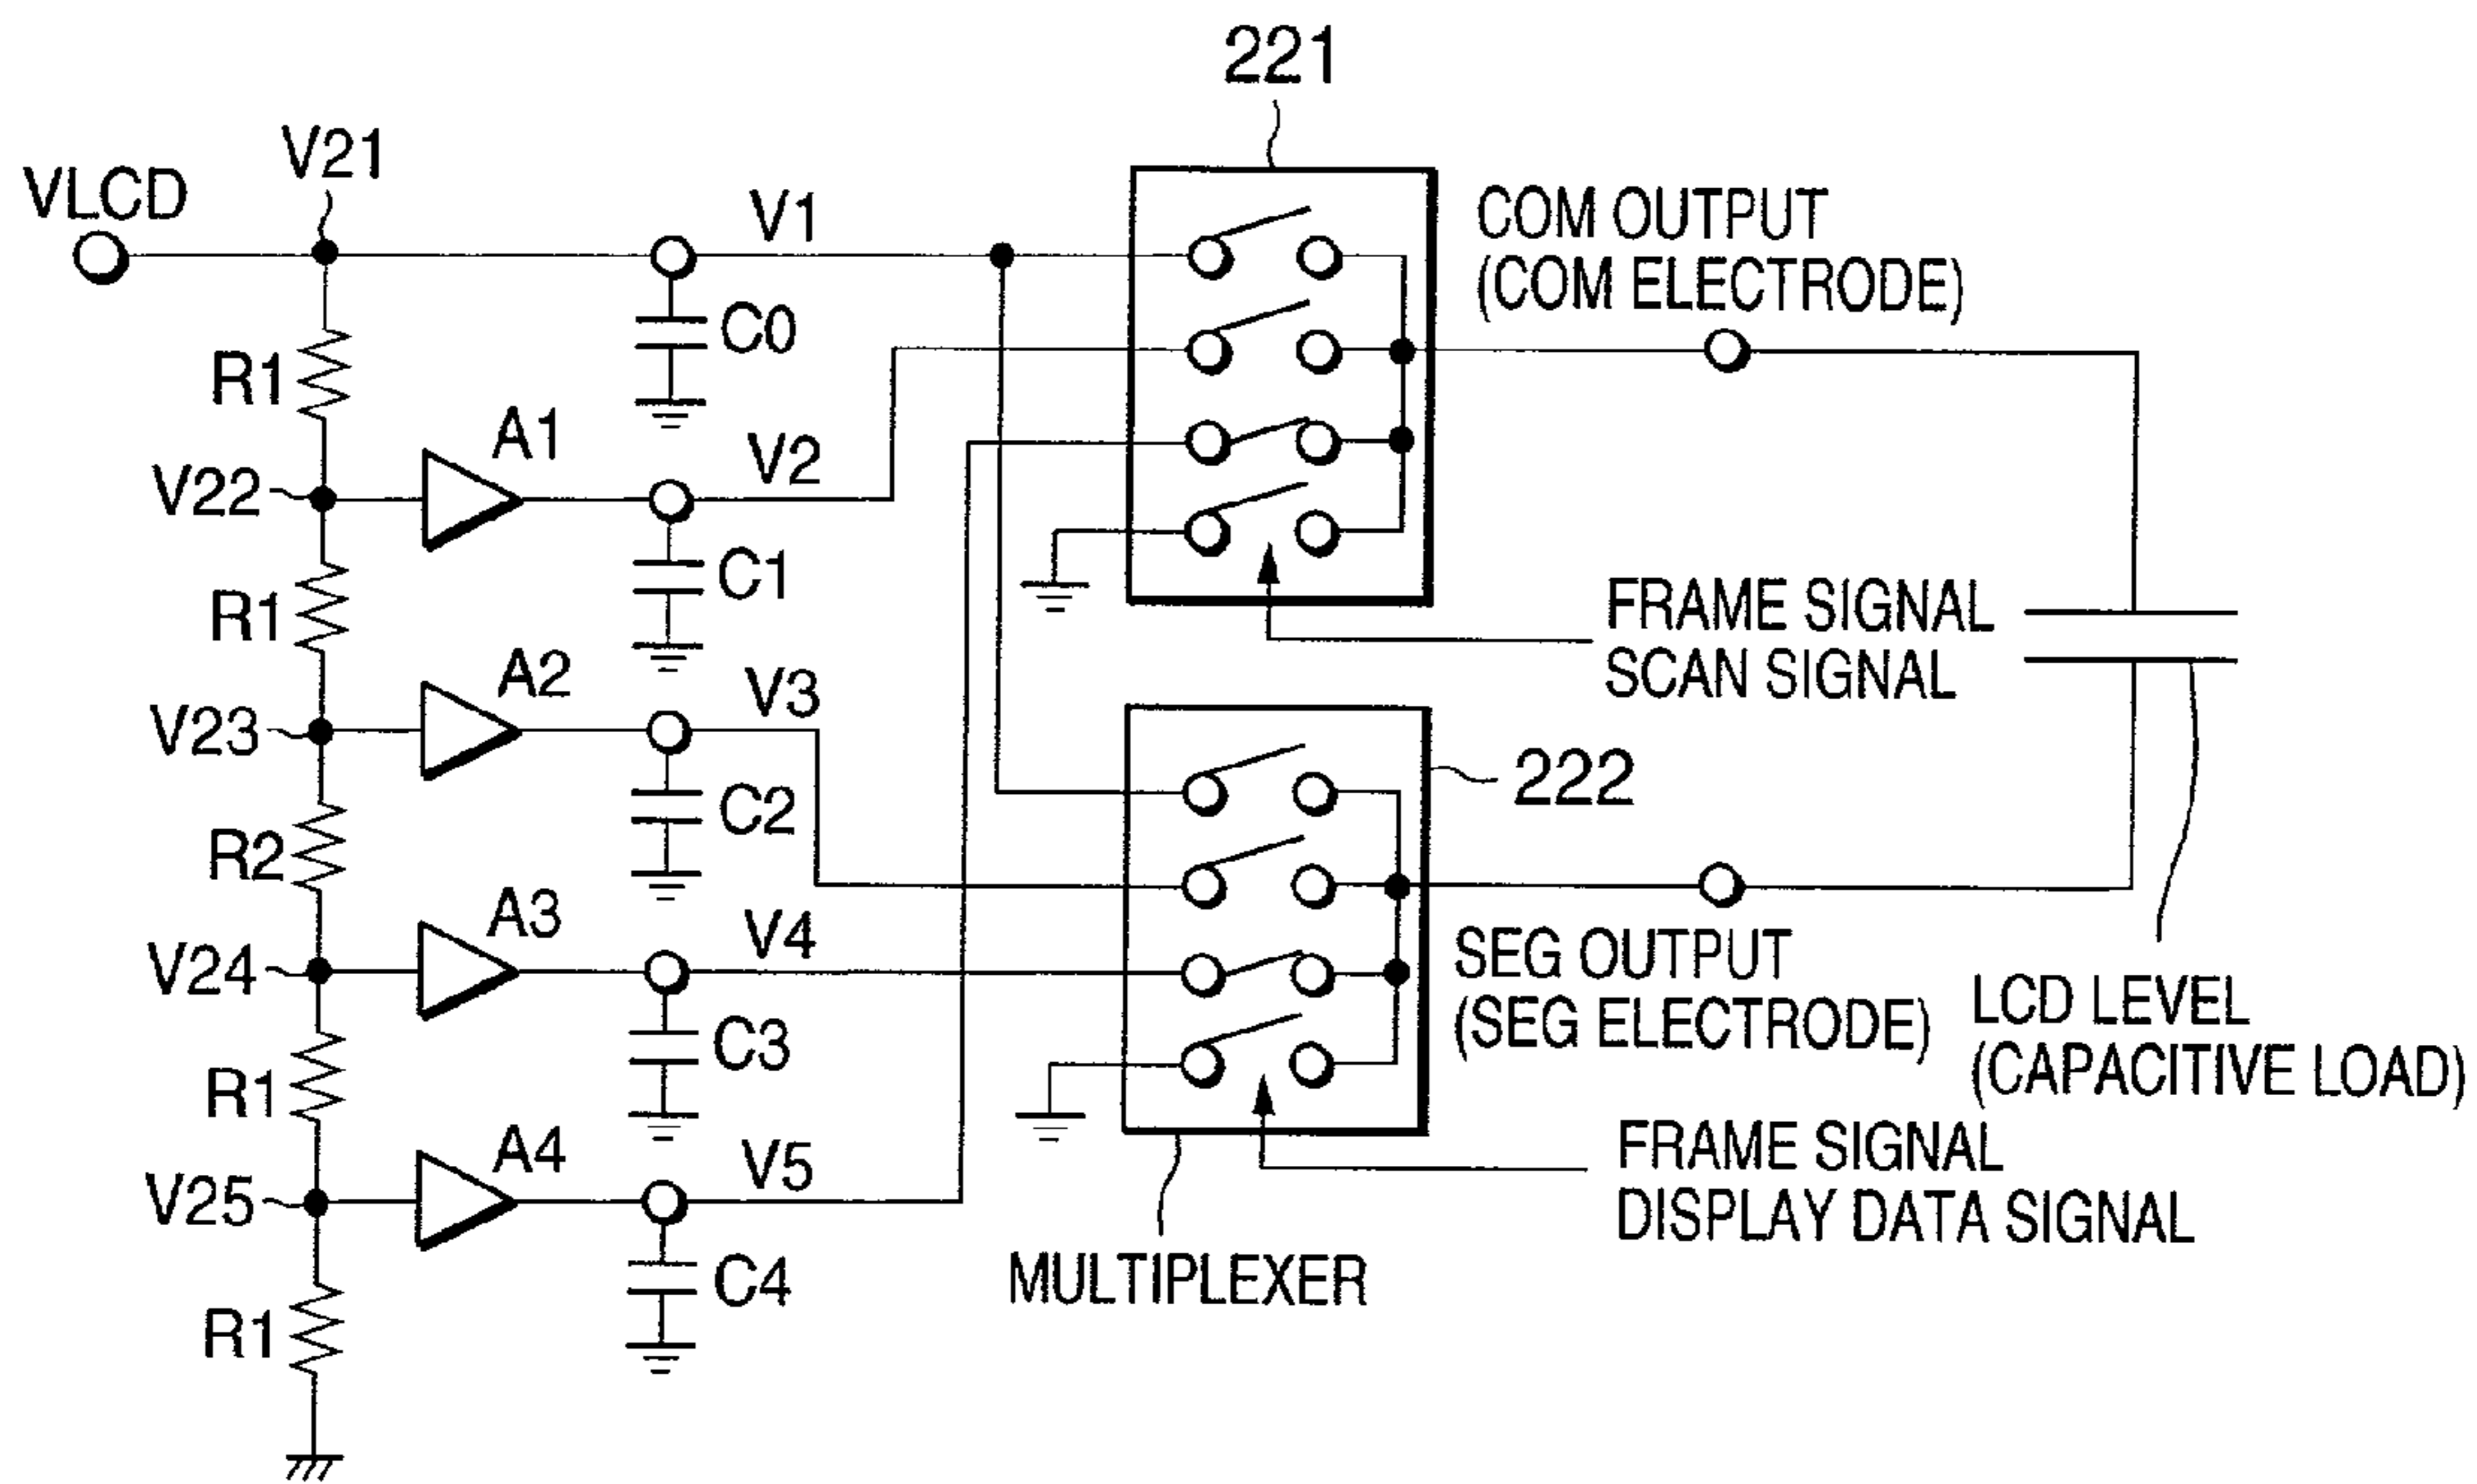 221
V21
VLCD
V1
COM OUTPUT
(COM ELECTRODE)
C0
R1
A1
V2
V22
C1
FRAME SIGNAL
SCAN SIGNAL
R1
A2
V3
V23
222
C2
R2
A3
V4
SEG OUTPUT
(SEG ELECTRODE)
V24
LCD LEVEL
(CAPACITIVE LOAD)
C3
R1
A4
V5
FRAME SIGNAL
DISPLAY DATA SIGNAL
V25
MULTIPLEXER
C4
R1